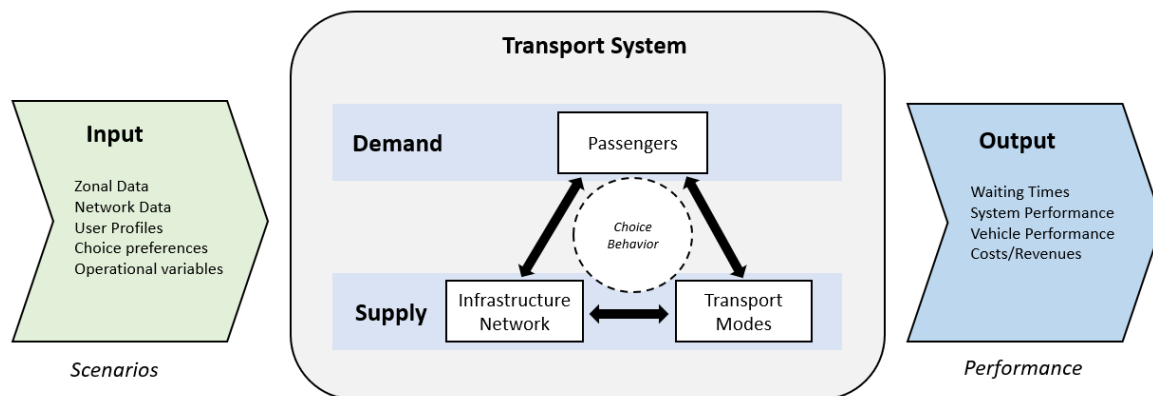 Transport System
Input
Zonal Data
Network Data
User Profiles
Choice preferences
Operational variables
Scenarios
Demand
Passengers
Choice
Behavior
Supply
Infrastructure
Network
Transport
Modes
Output
Waiting Times
System Performance
Vehicle Performance
Costs/Revenues
Performance